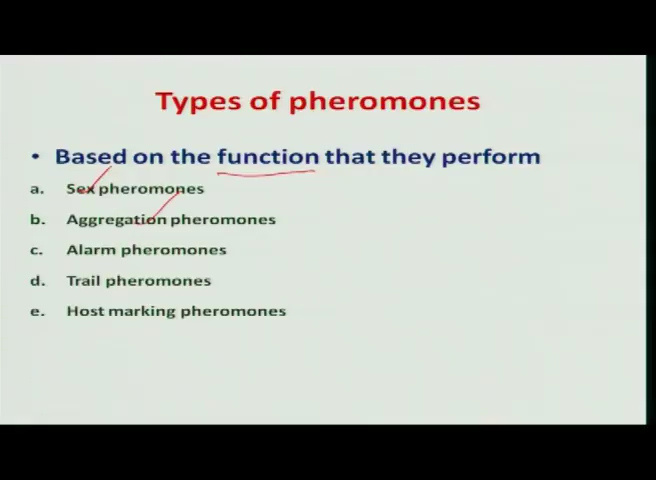 Types of pheromones
• Based on the function that they perform
a. Sex pheromones
b. Aggregation pheromones
c. Alarm pheromones
d. Trail pheromones
e. Host marking pheromones